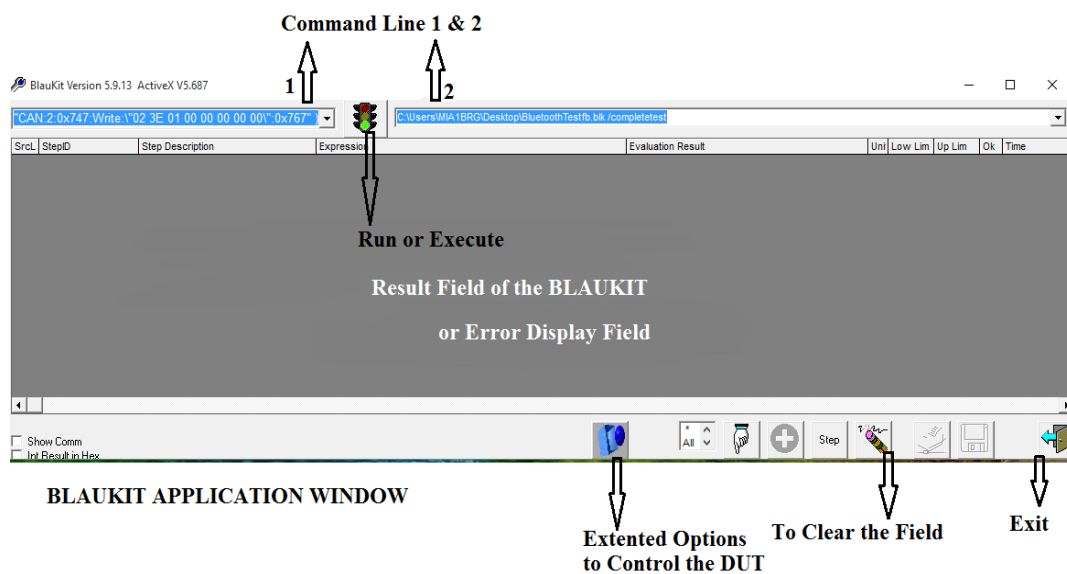 Command Line 1 & 2
BlauKit Version 5.9.13 ActiveX V5.687
1
2
"CAN:2:0x747:Write:\"02 3E 01 00 00 00 00 00\":0x767" )
C:\Users\MIA1BRG\Desktop\BluetoothTestfb.blk /completetest
SrcL StepID Step Description Expression Evaluation Result Uni Low Lim Up Lim Ok Time
Run or Execute
Result Field of the BLAUKIT
or Error Display Field
Show Comm
Int Result in Hex
* All
Step
BLAUKIT APPLICATION WINDOW
Extented Options
to Control the DUT
To Clear the Field
Exit